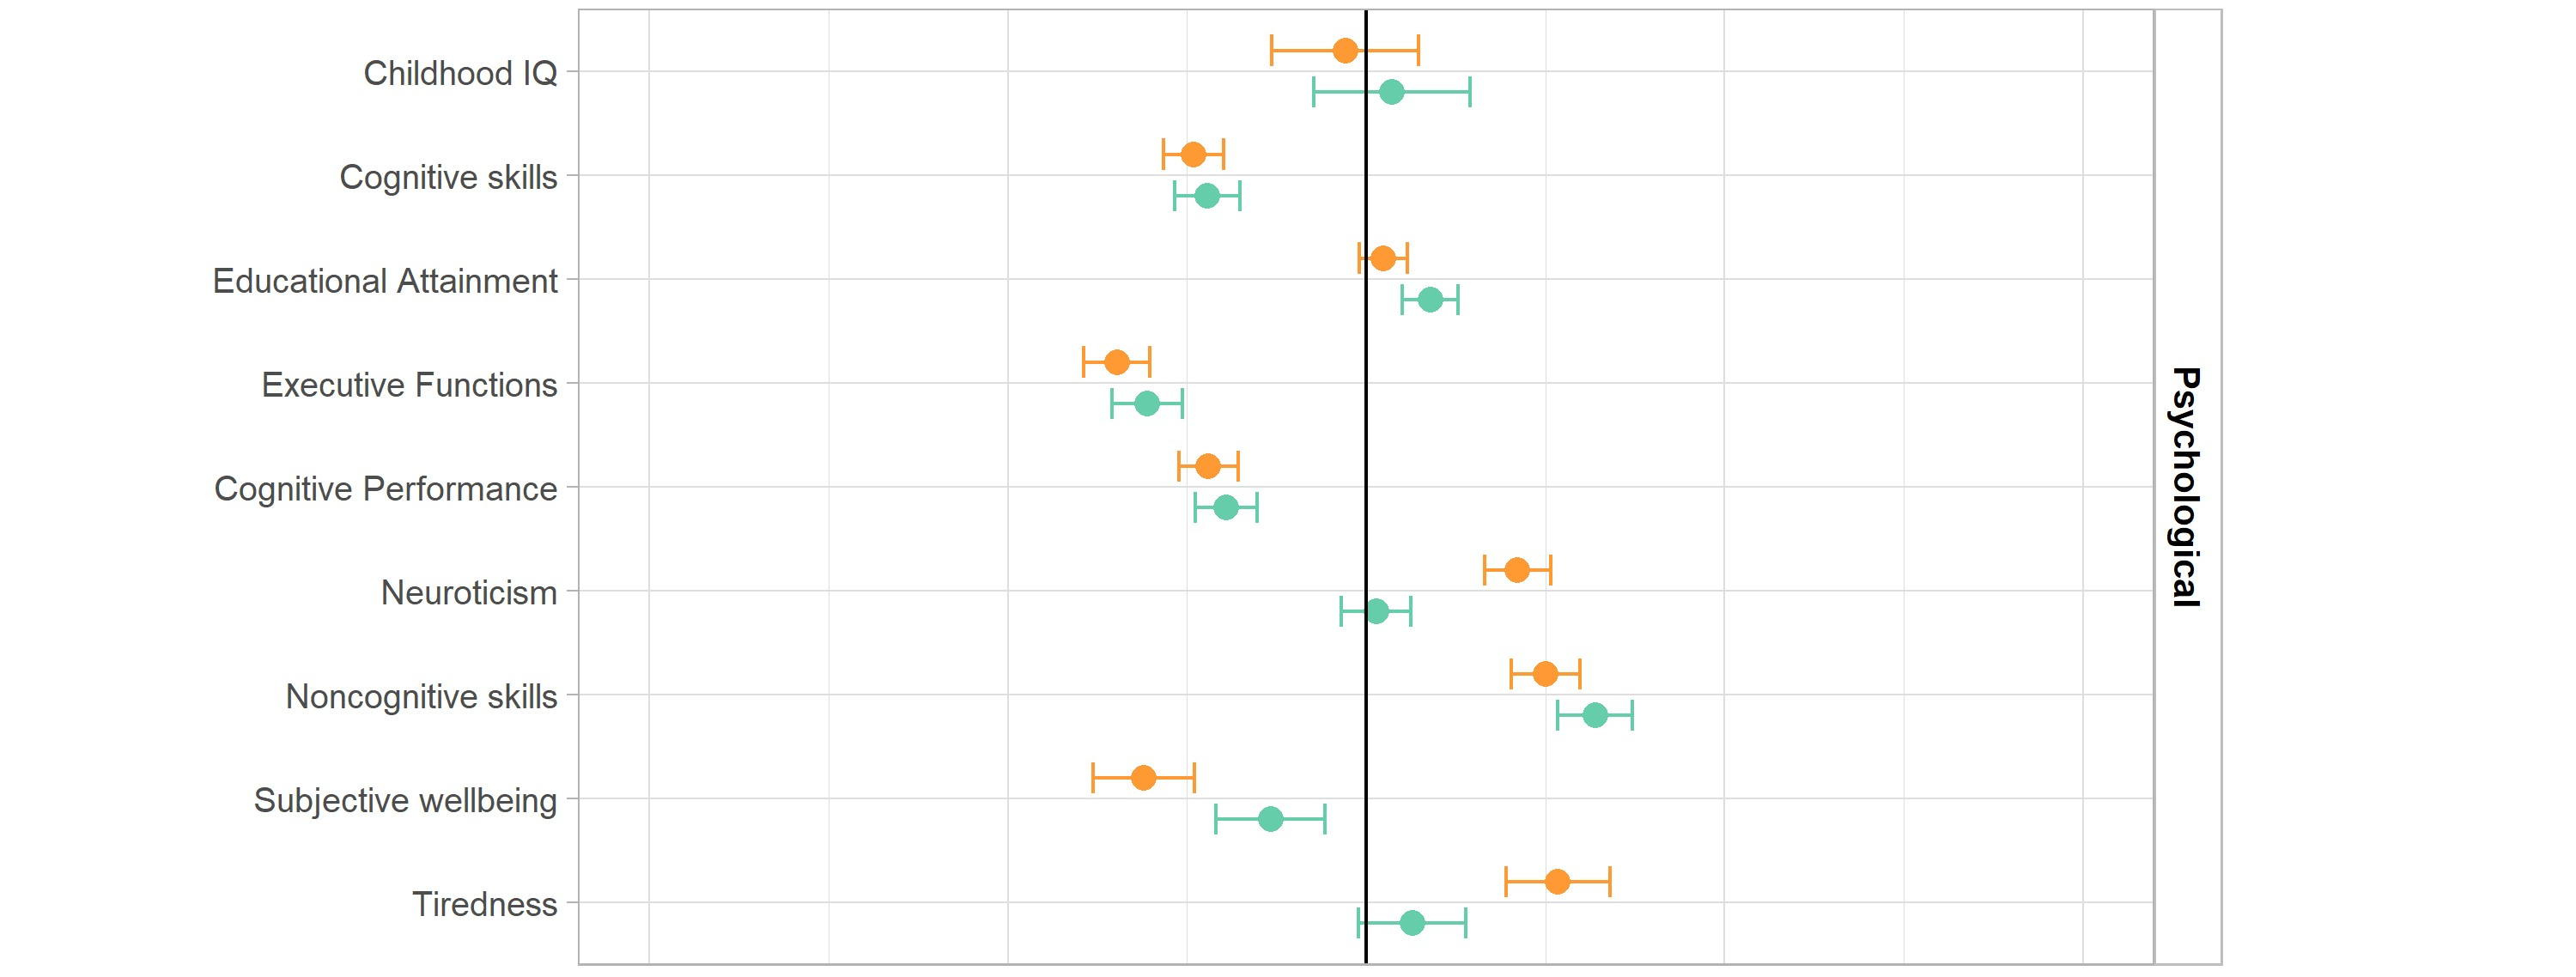 Childhood IQ
Cognitive skills
Educational Attainment
Executive Functions
Cognitive Performance
Neuroticism
Noncognitive skills
Subjective wellbeing
Tiredness
Psychological